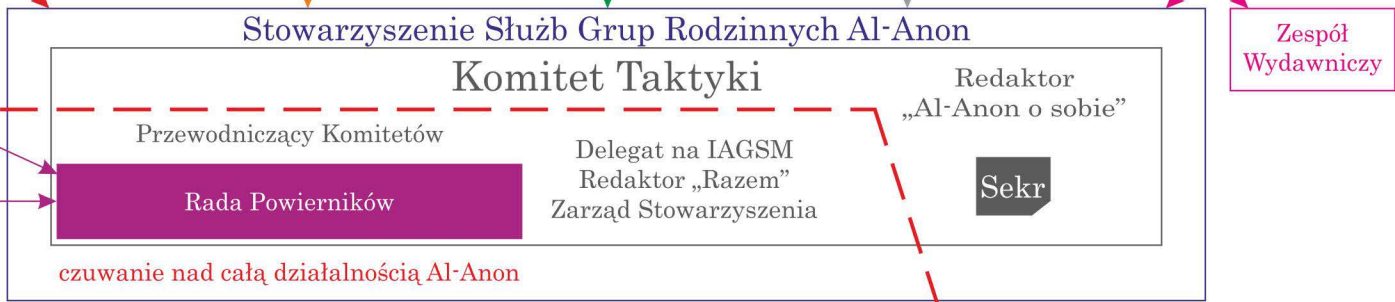 Stowarzyszenie Służb Grup Rodzinnych Al-Anon
Zespół
Wydawniczy
Komitet Taktyki
Redaktor
„Al-Anon o sobie”
Przewodniczący Komitetów
Delegat na IAGSM
Redaktor „Razem”
Zarząd Stowarzyszenia
Rada Powierników
Sekr
czuwanie nad całą działalnością Al-Anon